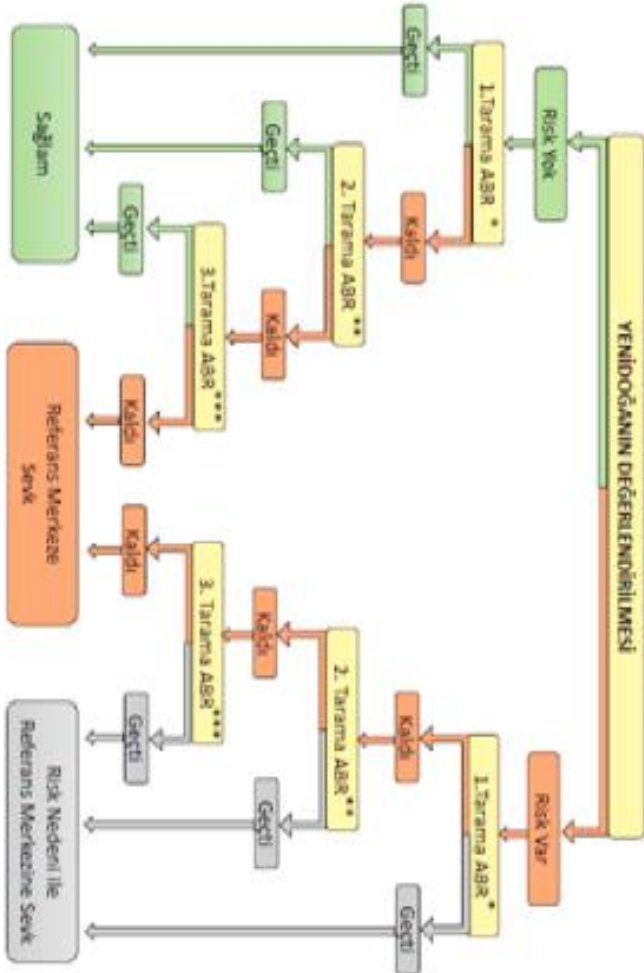 YENİDOĞANIN DEĞERLENDİRİLMESİ
Risk Yok
Risk Var
1.Tarama ABR *
1.Tarama ABR *
Geçti
Kaldı
Kaldı
Geçti
2. Tarama ABR **
2. Tarama ABR **
Geçti
Kaldı
Kaldı
Geçti
3.Tarama ABR ***
3. Tarama ABR ***
Geçti
Kaldı
Kaldı
Geçti
Sağlam
Referans Merkeze
Sevk
Risk Nedeni ile
Referans Merkezine Sevk